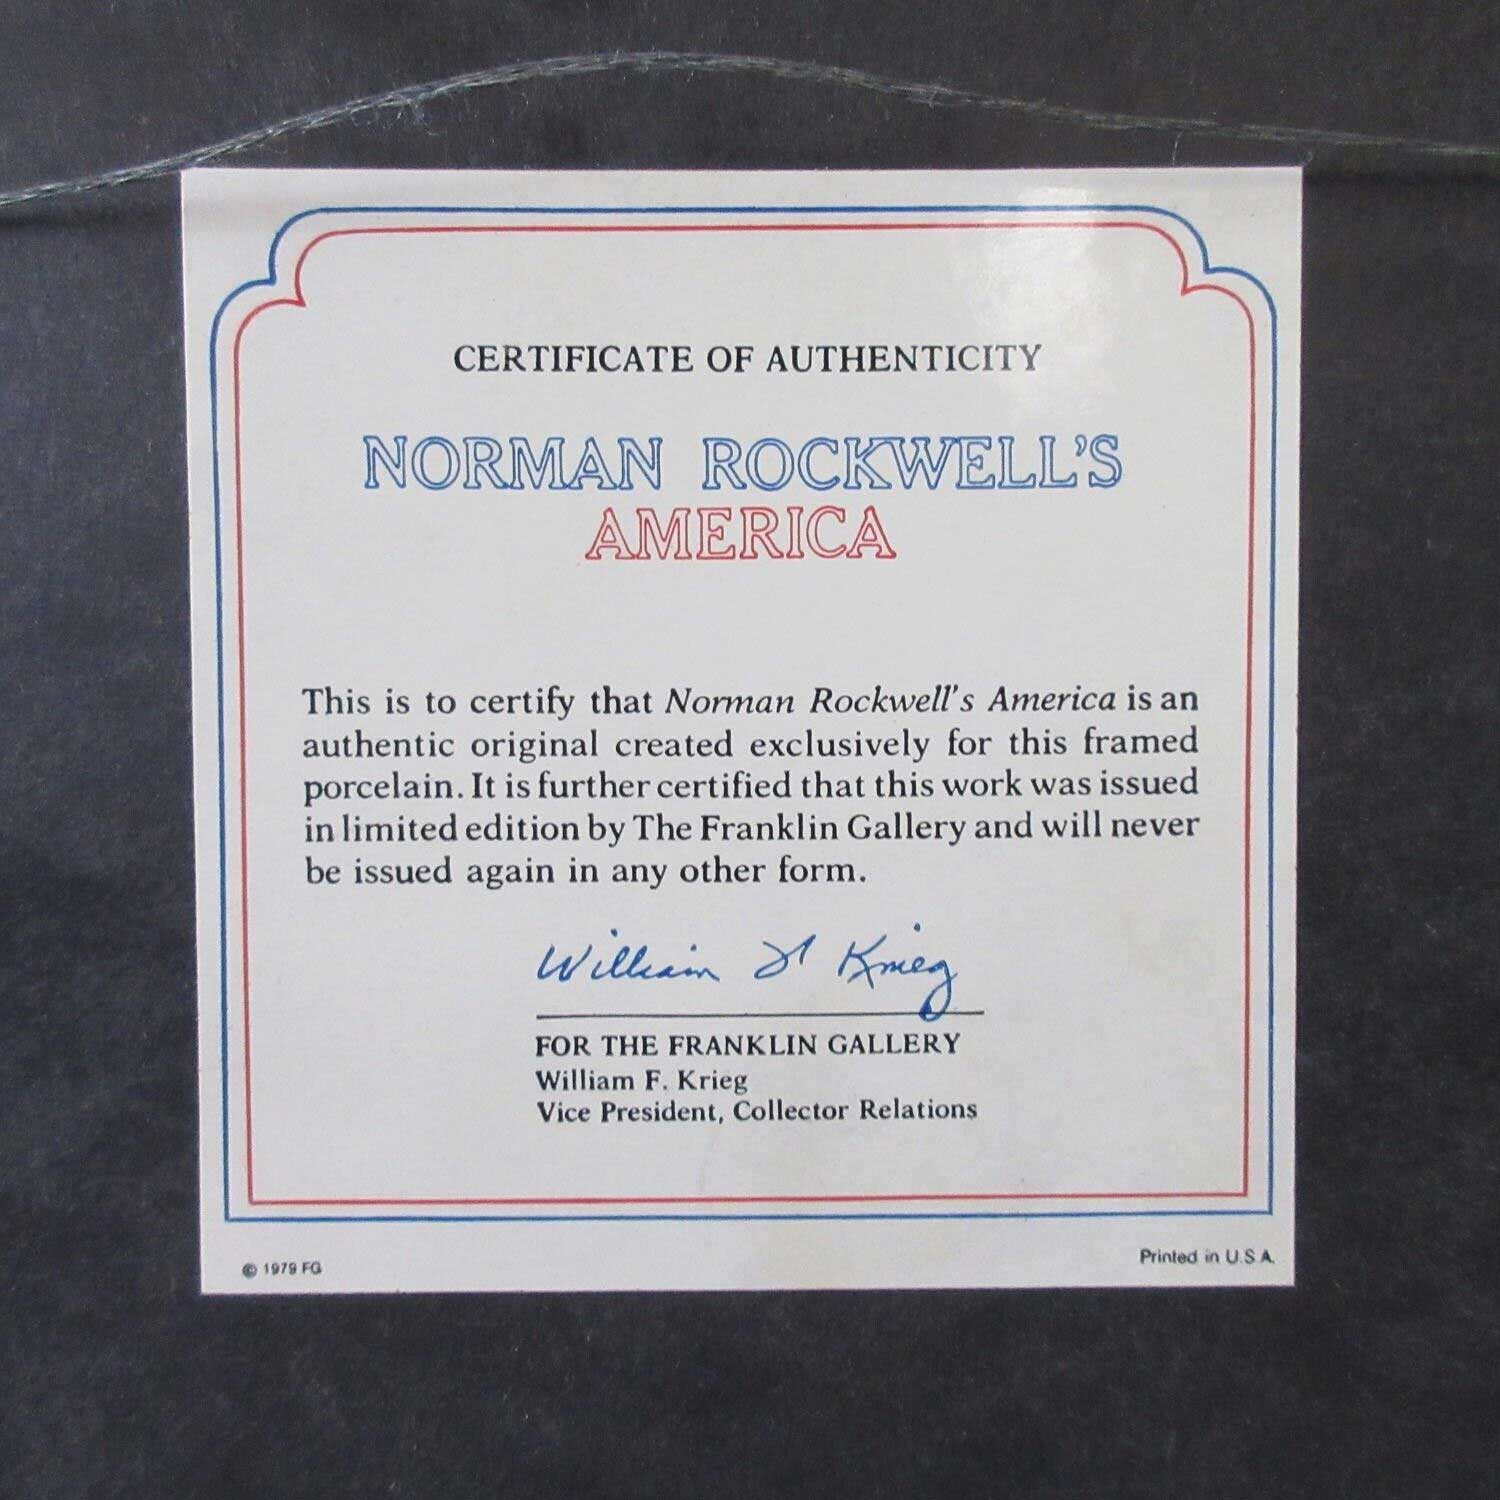 CERTIFICATE OF AUTHENTICITY
NORMAN ROCKWELL'S
AMERICA
This is to certify that Norman Rockwell's America is an
authentic original created exclusively for this framed
porcelain. It is further certified that this work was issued
in limited edition by The Franklin Gallery and will never
be issued again in any other form.
William F Krieg
FOR THE FRANKLIN GALLERY
William F. Krieg
Vice President, Collector Relations
© 1979 FG
Printed in U.S.A.